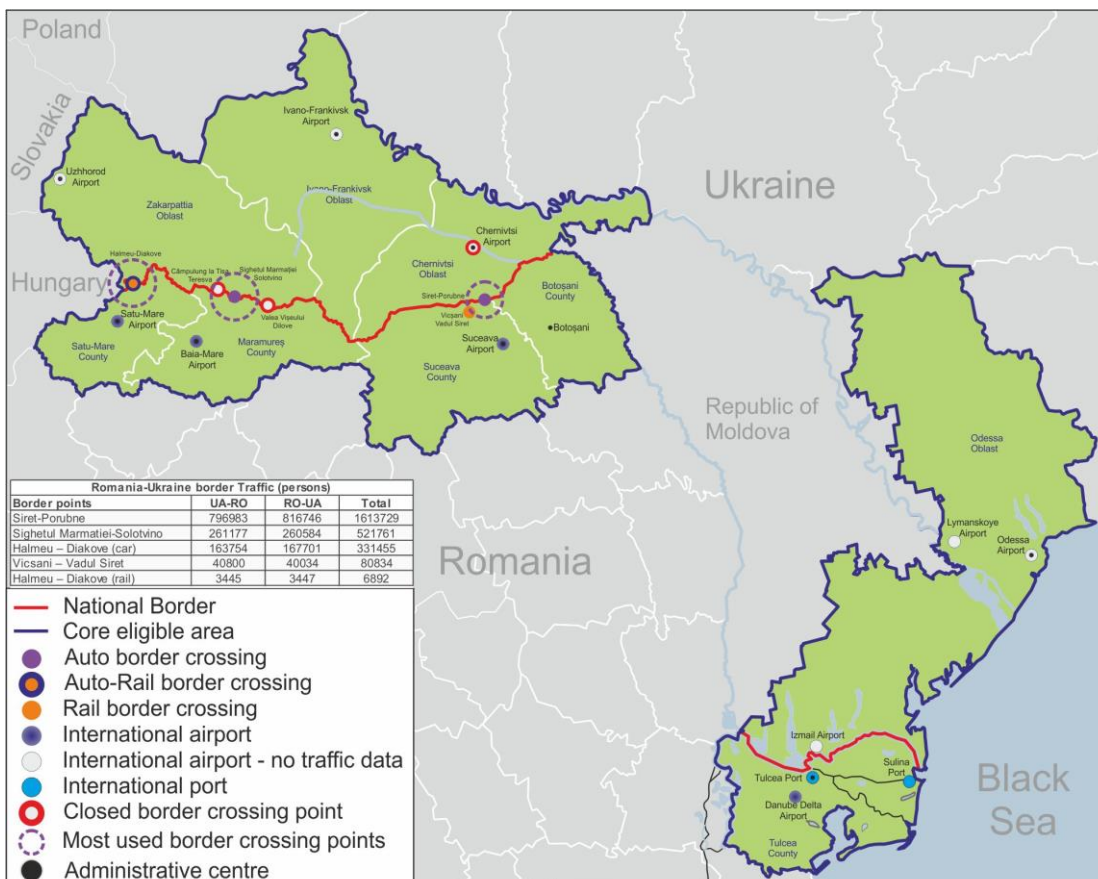 Poland
Slovakia
Hungary
Ukraine
Romania
Republic of
Moldova
Black
Sea
Ivano-Frankivsk
Airport
Uzhhorod
Airport
Zakarpattia
Oblast
Ivano-Frankivsk
Oblast
Chernivtsi
Airport
Chernivtsi
Oblast
Halmeu-Diakove
Câmpulung la Tisa
Teresva
Sighetul Marmației
Solotvino
Valea Vișeului
Dilove
Siret-Porubne
Vicșani
Vadul Siret
Botoșani
County
Botoșani
Satu-Mare
Airport
Satu-Mare
County
Baia-Mare
Airport
Maramureș
County
Suceava
Airport
Suceava
County
Odessa
Oblast
Lymanskoye
Airport
Odessa
Airport
Izmail Airport
Sulina
Port
Tulcea Port
Danube Delta
Airport
Tulcea
County
Romania-Ukraine border Traffic (persons)
Border points UA-RO RO-UA Total
Siret-Porubne 796983 816746 1613729
Sighetul Marmatiei-Solotvino 261177 260584 521761
Halmeu – Diakove (car) 163754 167701 331455
Vicsani – Vadul Siret 40800 40034 80834
Halmeu – Diakove (rail) 3445 3447 6892
National Border
Core eligible area
Auto border crossing
Auto-Rail border crossing
Rail border crossing
International airport
International airport - no traffic data
International port
Closed border crossing point
Most used border crossing points
Administrative centre